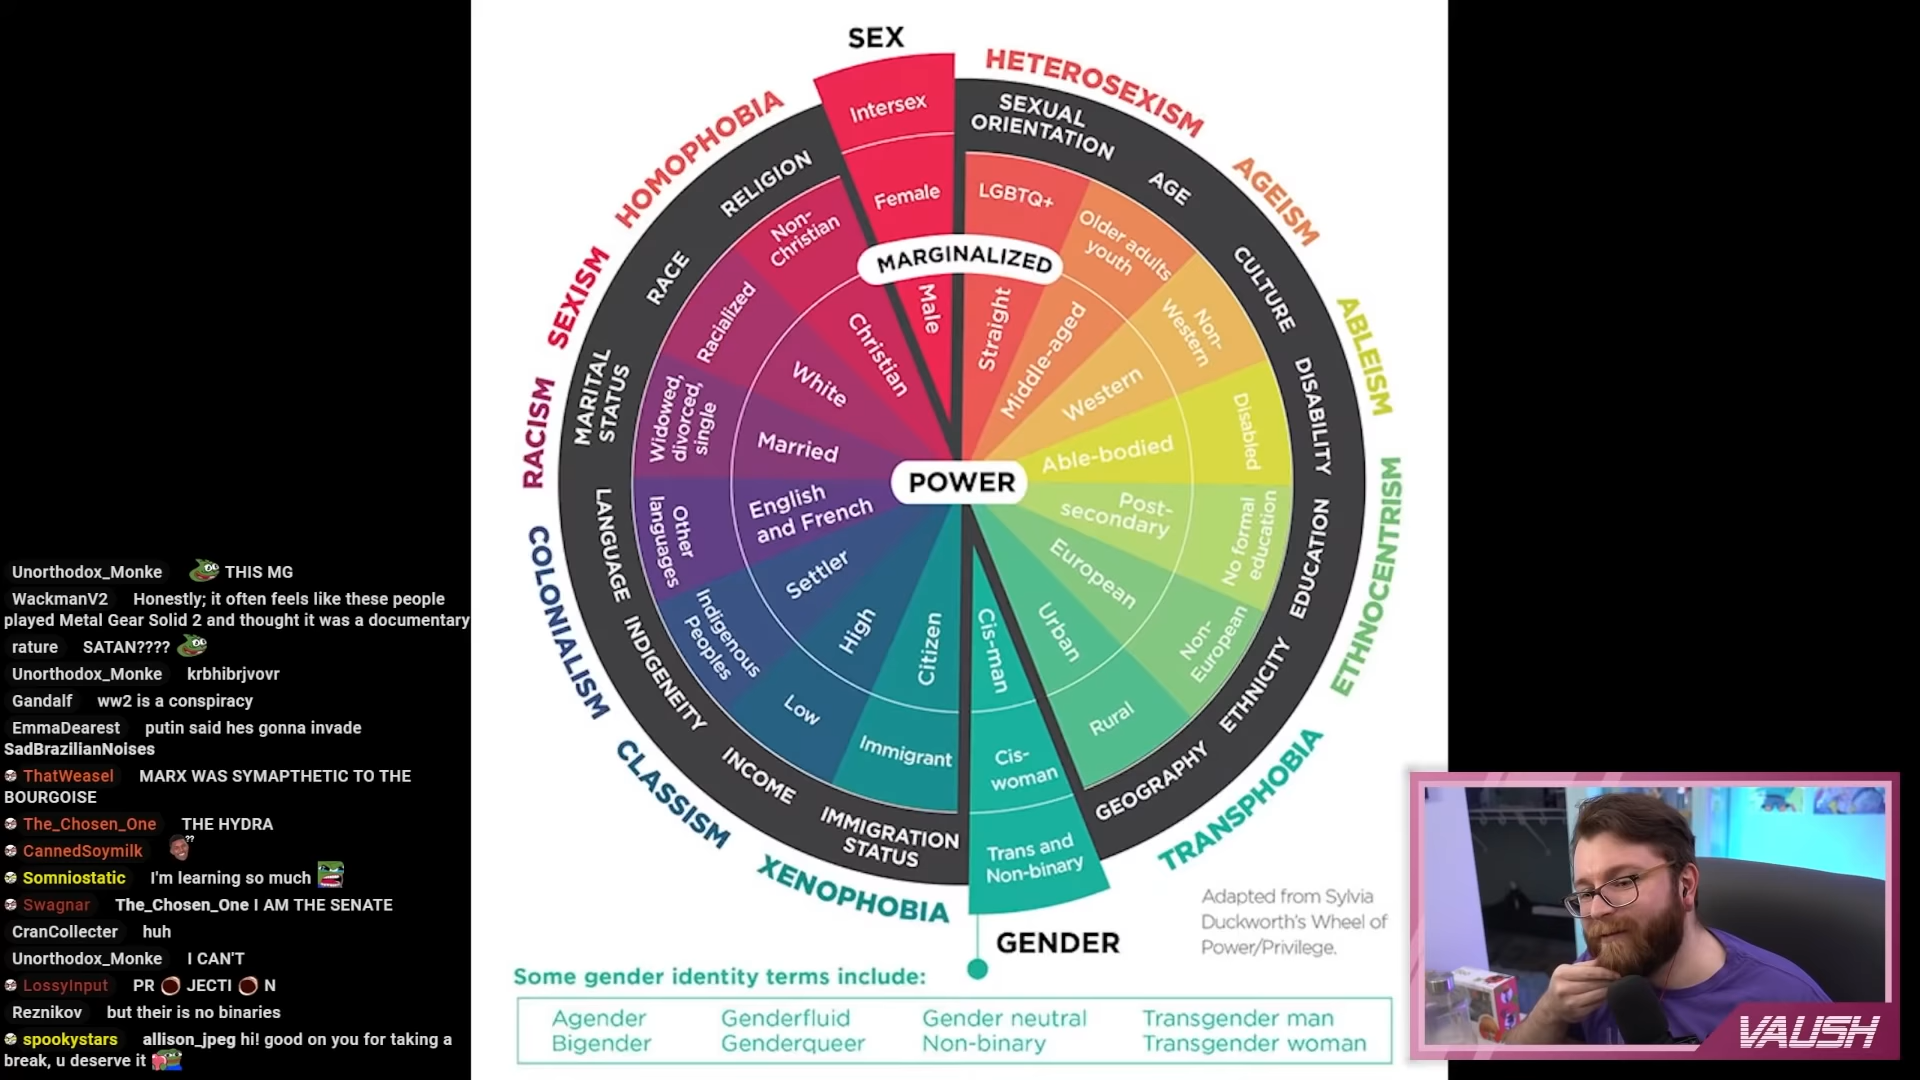 SEX
HETEROSEXISM
AGEISM
ABLEISM
ETHNOCENTRISM
TRANSPHOBIA
XENOPHOBIA
CLASSISM
COLONIALISM
RACISM
SEXISM
HOMOPHOBIA
SEXUAL
ORIENTATION
AGE
CULTURE
DISABILITY
EDUCATION
ETHNICITY
GEOGRAPHY
IMMIGRATION
STATUS
INCOME
INDIGENEITY
LANGUAGE
MARITAL
STATUS
RACE
RELIGION
Intersex
Female
MARGINALIZED
Male
LGBTQ+
Straight
Older adults
youth
Middle-aged
Non-
Western
Western
Disabled
Able-bodied
No formal
education
Post-
secondary
Non-
European
European
Rural
Urban
Cis-man
Cis-
woman
Trans and
Non-binary
Immigrant
Citizen
Low
High
Indigenous
Peoples
Settler
Other
languages
English
and French
Widowed,
divorced,
single
Married
Racialized
White
Non-
Christian
Christian
POWER
GENDER
Adapted from Sylvia
Duckworth's Wheel of
Power/Privilege.
Some gender identity terms include:
Agender Genderfluid Gender neutral Transgender man
Bigender Genderqueer Non-binary Transgender woman
Unorthodox_Monke THIS MG
WackmanV2 Honestly; it often feels like these people
played Metal Gear Solid 2 and thought it was a documentary
rature SATAN????
Unorthodox_Monke krbhibrjvovr
Gandalf ww2 is a conspiracy
EmmaDearest putin said hes gonna invade
SadBrazilianNoises
ThatWeasel MARX WAS SYMAPTHETIC TO THE
BOURGOISE
The_Chosen_One THE HYDRA
CannedSoymilk ??
Somniostatic I'm learning so much
Swagnar The_Chosen_One I AM THE SENATE
CranCollecter huh
Unorthodox_Monke I CAN'T
LossyInput PR JECTI N
Reznikov but their is no binaries
spookystars allison_jpeg hi! good on you for taking a
break, u deserve it
VAUSH